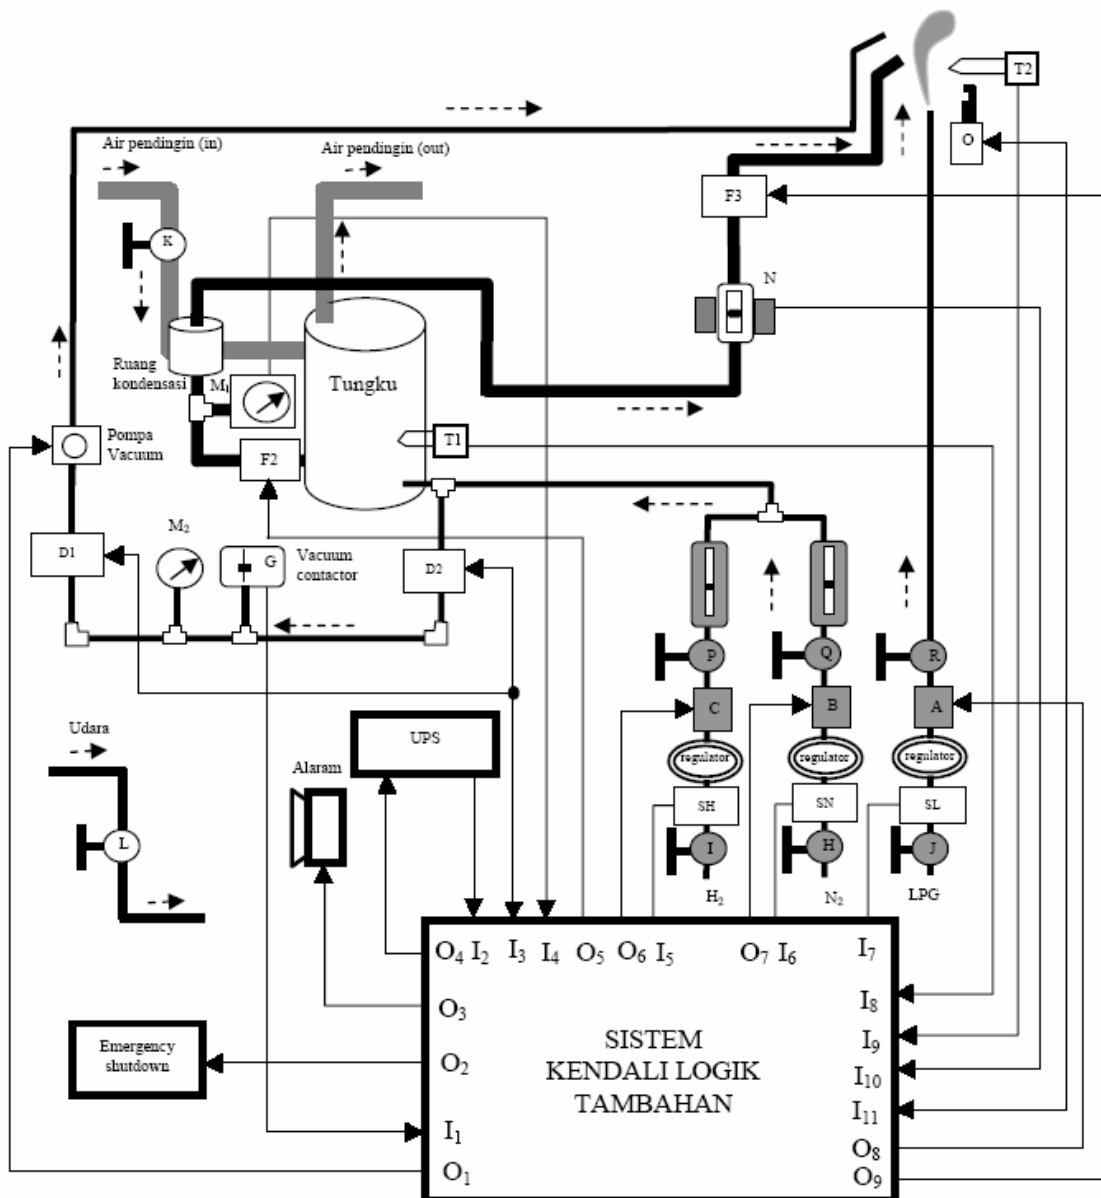 T2
Air pendingin (in)
Air pendingin (out)
O
F3
K
N
Ruang
kondensasi
M₁
Tungku
Pompa
Vacuum
T1
F2
M₂
D1
G
Vacuum
contactor
D2
P
Q
R
C
B
A
Udara
UPS
Alaram
regulator
regulator
regulator
SH
SN
SL
L
I
H
J
H₂
N₂
LPG
O₄ I₂ I₃ I₄ O₅ O₆ I₅ O₇ I₆ I₇
I₈
O₃
Emergency
shutdown
O₂
SISTEM
KENDALI LOGIK
TAMBAHAN
I₉
I₁₀
I₁₁
I₁
O₁
O₈
O₉